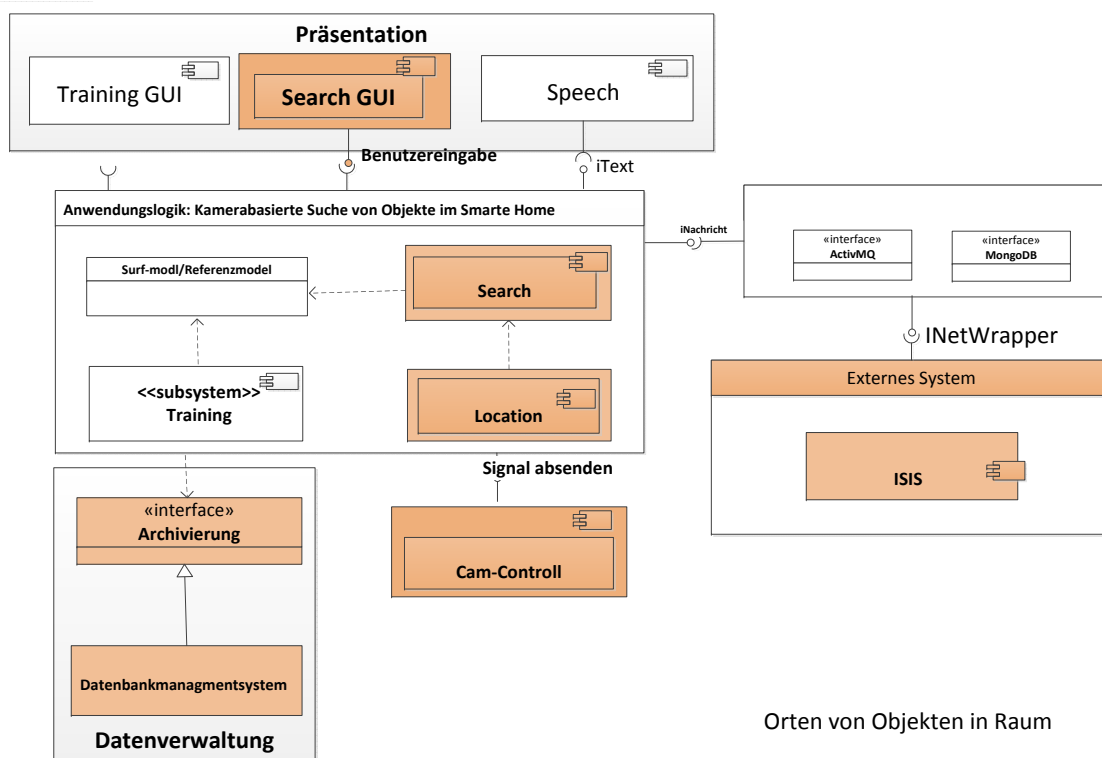 Präsentation
Training GUI
Search GUI
Speech
Benutzereingabe
iText
Anwendungslogik: Kamerabasierte Suche von Objekte im Smarte Home
iNachricht
«interface»
ActivMQ
«interface»
MongoDB
Surf-modl/Referenzmodel
Search
INetWrapper
Externes System
<<subsystem>>
Training
Location
Signal absenden
ISIS
«interface»
Archivierung
Cam-Controll
Datenbankmanagmentsystem
Orten von Objekten in Raum
Datenverwaltung